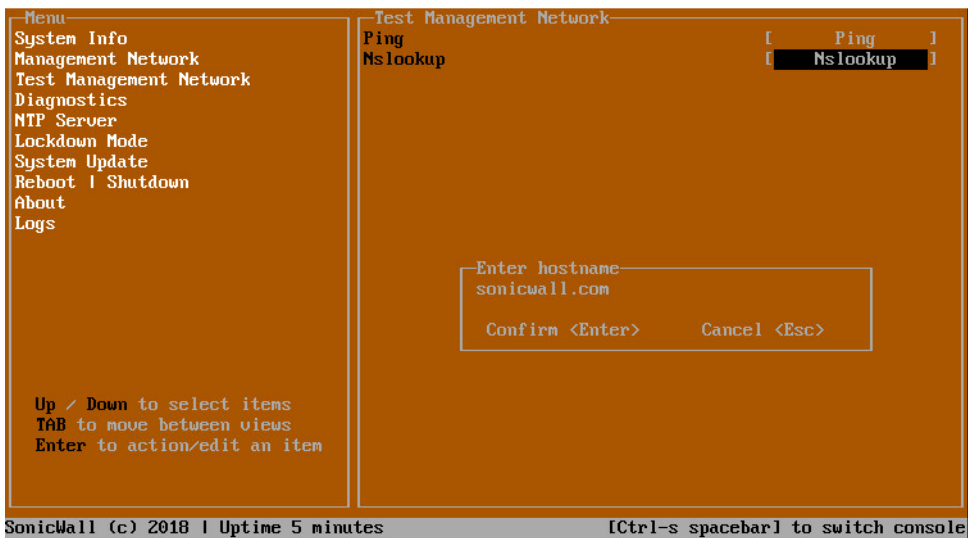 Menu
System Info
Management Network
Test Management Network
Diagnostics
NTP Server
Lockdown Mode
System Update
Reboot | Shutdown
About
Logs
Up / Down to select items
TAB to move between views
Enter to action/edit an item
Test Management Network
Ping [ Ping ]
Nslookup [ Nslookup ]
Enter hostname
sonicwall.com
Confirm <Enter> Cancel <Esc>
SonicWall (c) 2018 | Uptime 5 minutes [Ctrl-s spacebar] to switch console